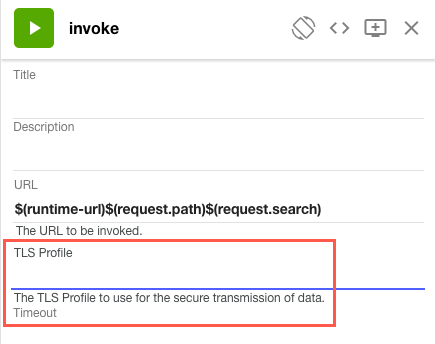 invoke
Title
Description
URL
$(runtime-url)$(request.path)$(request.search)
The URL to be invoked.
TLS Profile
The TLS Profile to use for the secure transmission of data.
Timeout